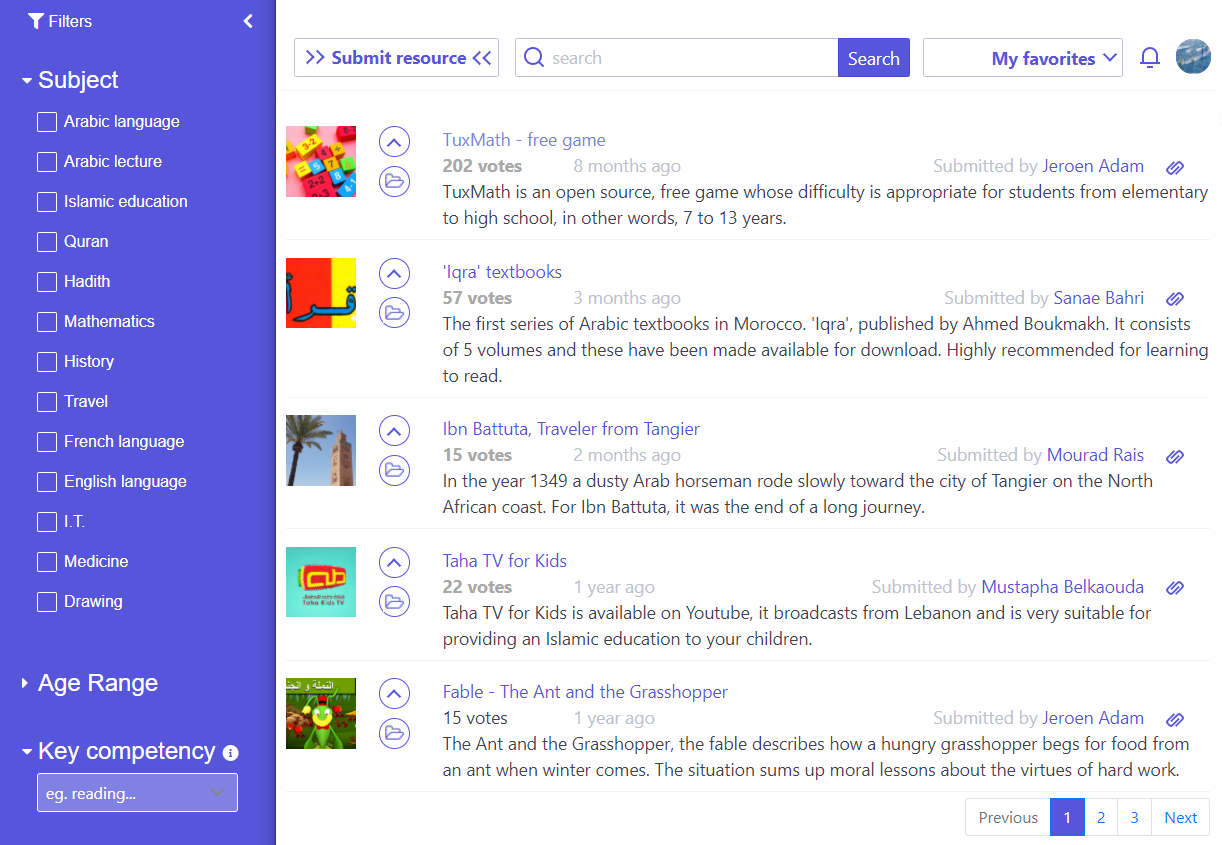 Filters
Subject
Arabic language
Arabic lecture
Islamic education
Quran
Hadith
Mathematics
History
Travel
French language
English language
I.T.
Medicine
Drawing
Age Range
Key competency
eg. reading...
Submit resource
search
Search
My favorites
TuxMath - free game
202 votes 8 months ago Submitted by Jeroen Adam
TuxMath is an open source, free game whose difficulty is appropriate for students from elementary
to high school, in other words, 7 to 13 years.
'Iqra' textbooks
57 votes 3 months ago Submitted by Sanae Bahri
The first series of Arabic textbooks in Morocco. 'Iqra', published by Ahmed Boukmakh. It consists
of 5 volumes and these have been made available for download. Highly recommended for learning
to read.
Ibn Battuta, Traveler from Tangier
15 votes 2 months ago Submitted by Mourad Rais
In the year 1349 a dusty Arab horseman rode slowly toward the city of Tangier on the North
African coast. For Ibn Battuta, it was the end of a long journey.
Taha Kids TV
Taha TV for Kids
22 votes 1 year ago Submitted by Mustapha Belkaouda
Taha TV for Kids is available on Youtube, it broadcasts from Lebanon and is very suitable for
providing an Islamic education to your children.
Fable - The Ant and the Grasshopper
15 votes 1 year ago Submitted by Jeroen Adam
The Ant and the Grasshopper, the fable describes how a hungry grasshopper begs for food from
an ant when winter comes. The situation sums up moral lessons about the virtues of hard work.
Previous 1 2 3 Next